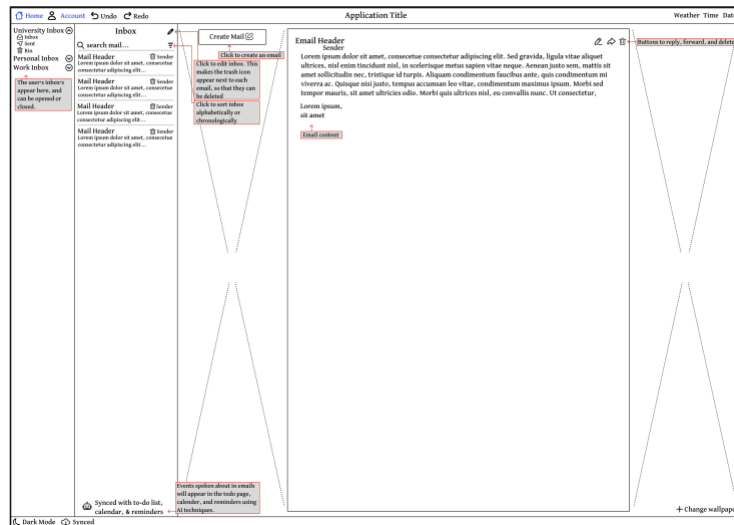 Home Account Undo Redo
Application Title
Weather Time Date
University Inbox
Inbox
Sent
Bin
Personal Inbox
Work Inbox
The user's inbox's
appear here, and
can be opened or
closed.
Inbox
search mail...
Mail Header Sender
Lorem ipsum dolor sit amet, consecetue
consectetur adipiscing elit...
Mail Header Sender
Lorem ipsum dolor sit amet, consecetue
consectetur adipiscing elit...
Mail Header Sender
Lorem ipsum dolor sit amet, consecetue
consectetur adipiscing elit...
Mail Header Sender
Lorem ipsum dolor sit amet, consecetue
consectetur adipiscing elit...
Synced with to-do list,
calendar, & reminders
Create Mail
Click to create an email
Click to edit inbox. This
makes the trash icon
appear next to each
email, so that they can
be deleted
Click to sort inbox
alphabetically or
chronologically
Events spoken about in emails
will appear in the todo page,
calender, and reminders using
AI techniques.
Email Header
Sender
Lorem ipsum dolor sit amet, consecetue consectetur adipiscing elit. Sed gravida, ligula vitae aliquet
ultrices, nisl enim tincidunt nisl, in scelerisque metus sapien vitae neque. Aenean justo sem, mattis sit
amet sollicitudin nec, tristique id turpis. Aliquam condimentum faucibus ante, quis condimentum mi
viverra ac. Quisque nisi justo, tempus accumsan leo vitae, condimentum maximus ipsum. Morbi sed
tempor mauris, sit amet ultricies odio. Morbi quis ultrices nisl, eu convallis nunc. Ut consectetur,
Lorem ipsum,
sit amet
Email content
Buttons to reply, forward, and delete
Change wallpape
Dark Mode Synced